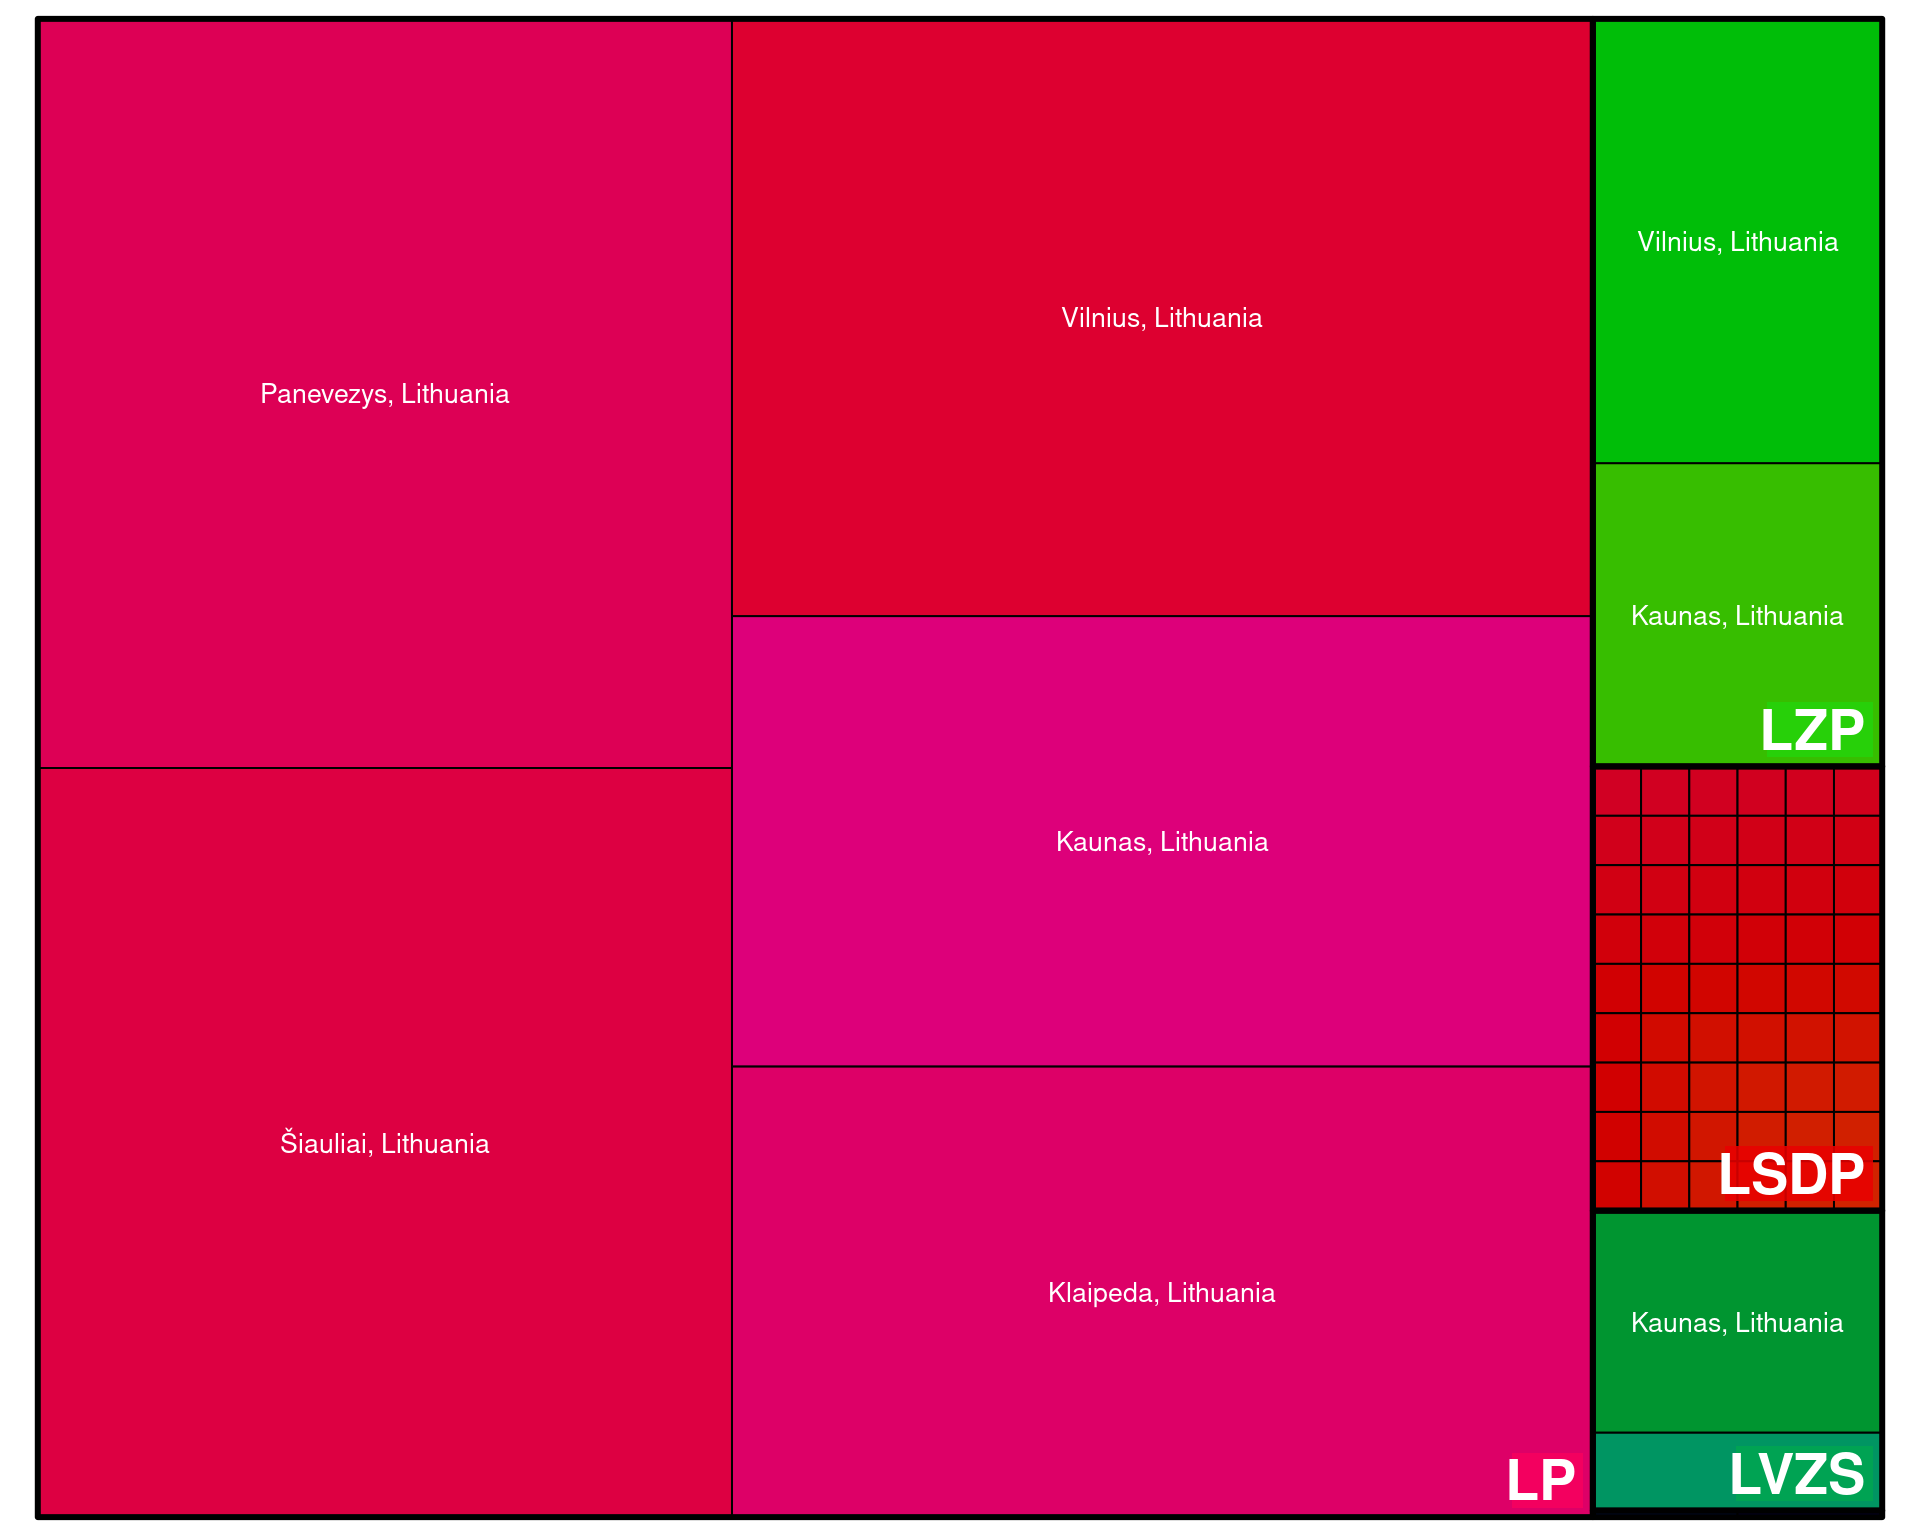 Panevezys, Lithuania
Šiauliai, Lithuania
Vilnius, Lithuania
Kaunas, Lithuania
Klaipeda, Lithuania
LP
Vilnius, Lithuania
Kaunas, Lithuania
LZP
LSDP
Kaunas, Lithuania
LVZS